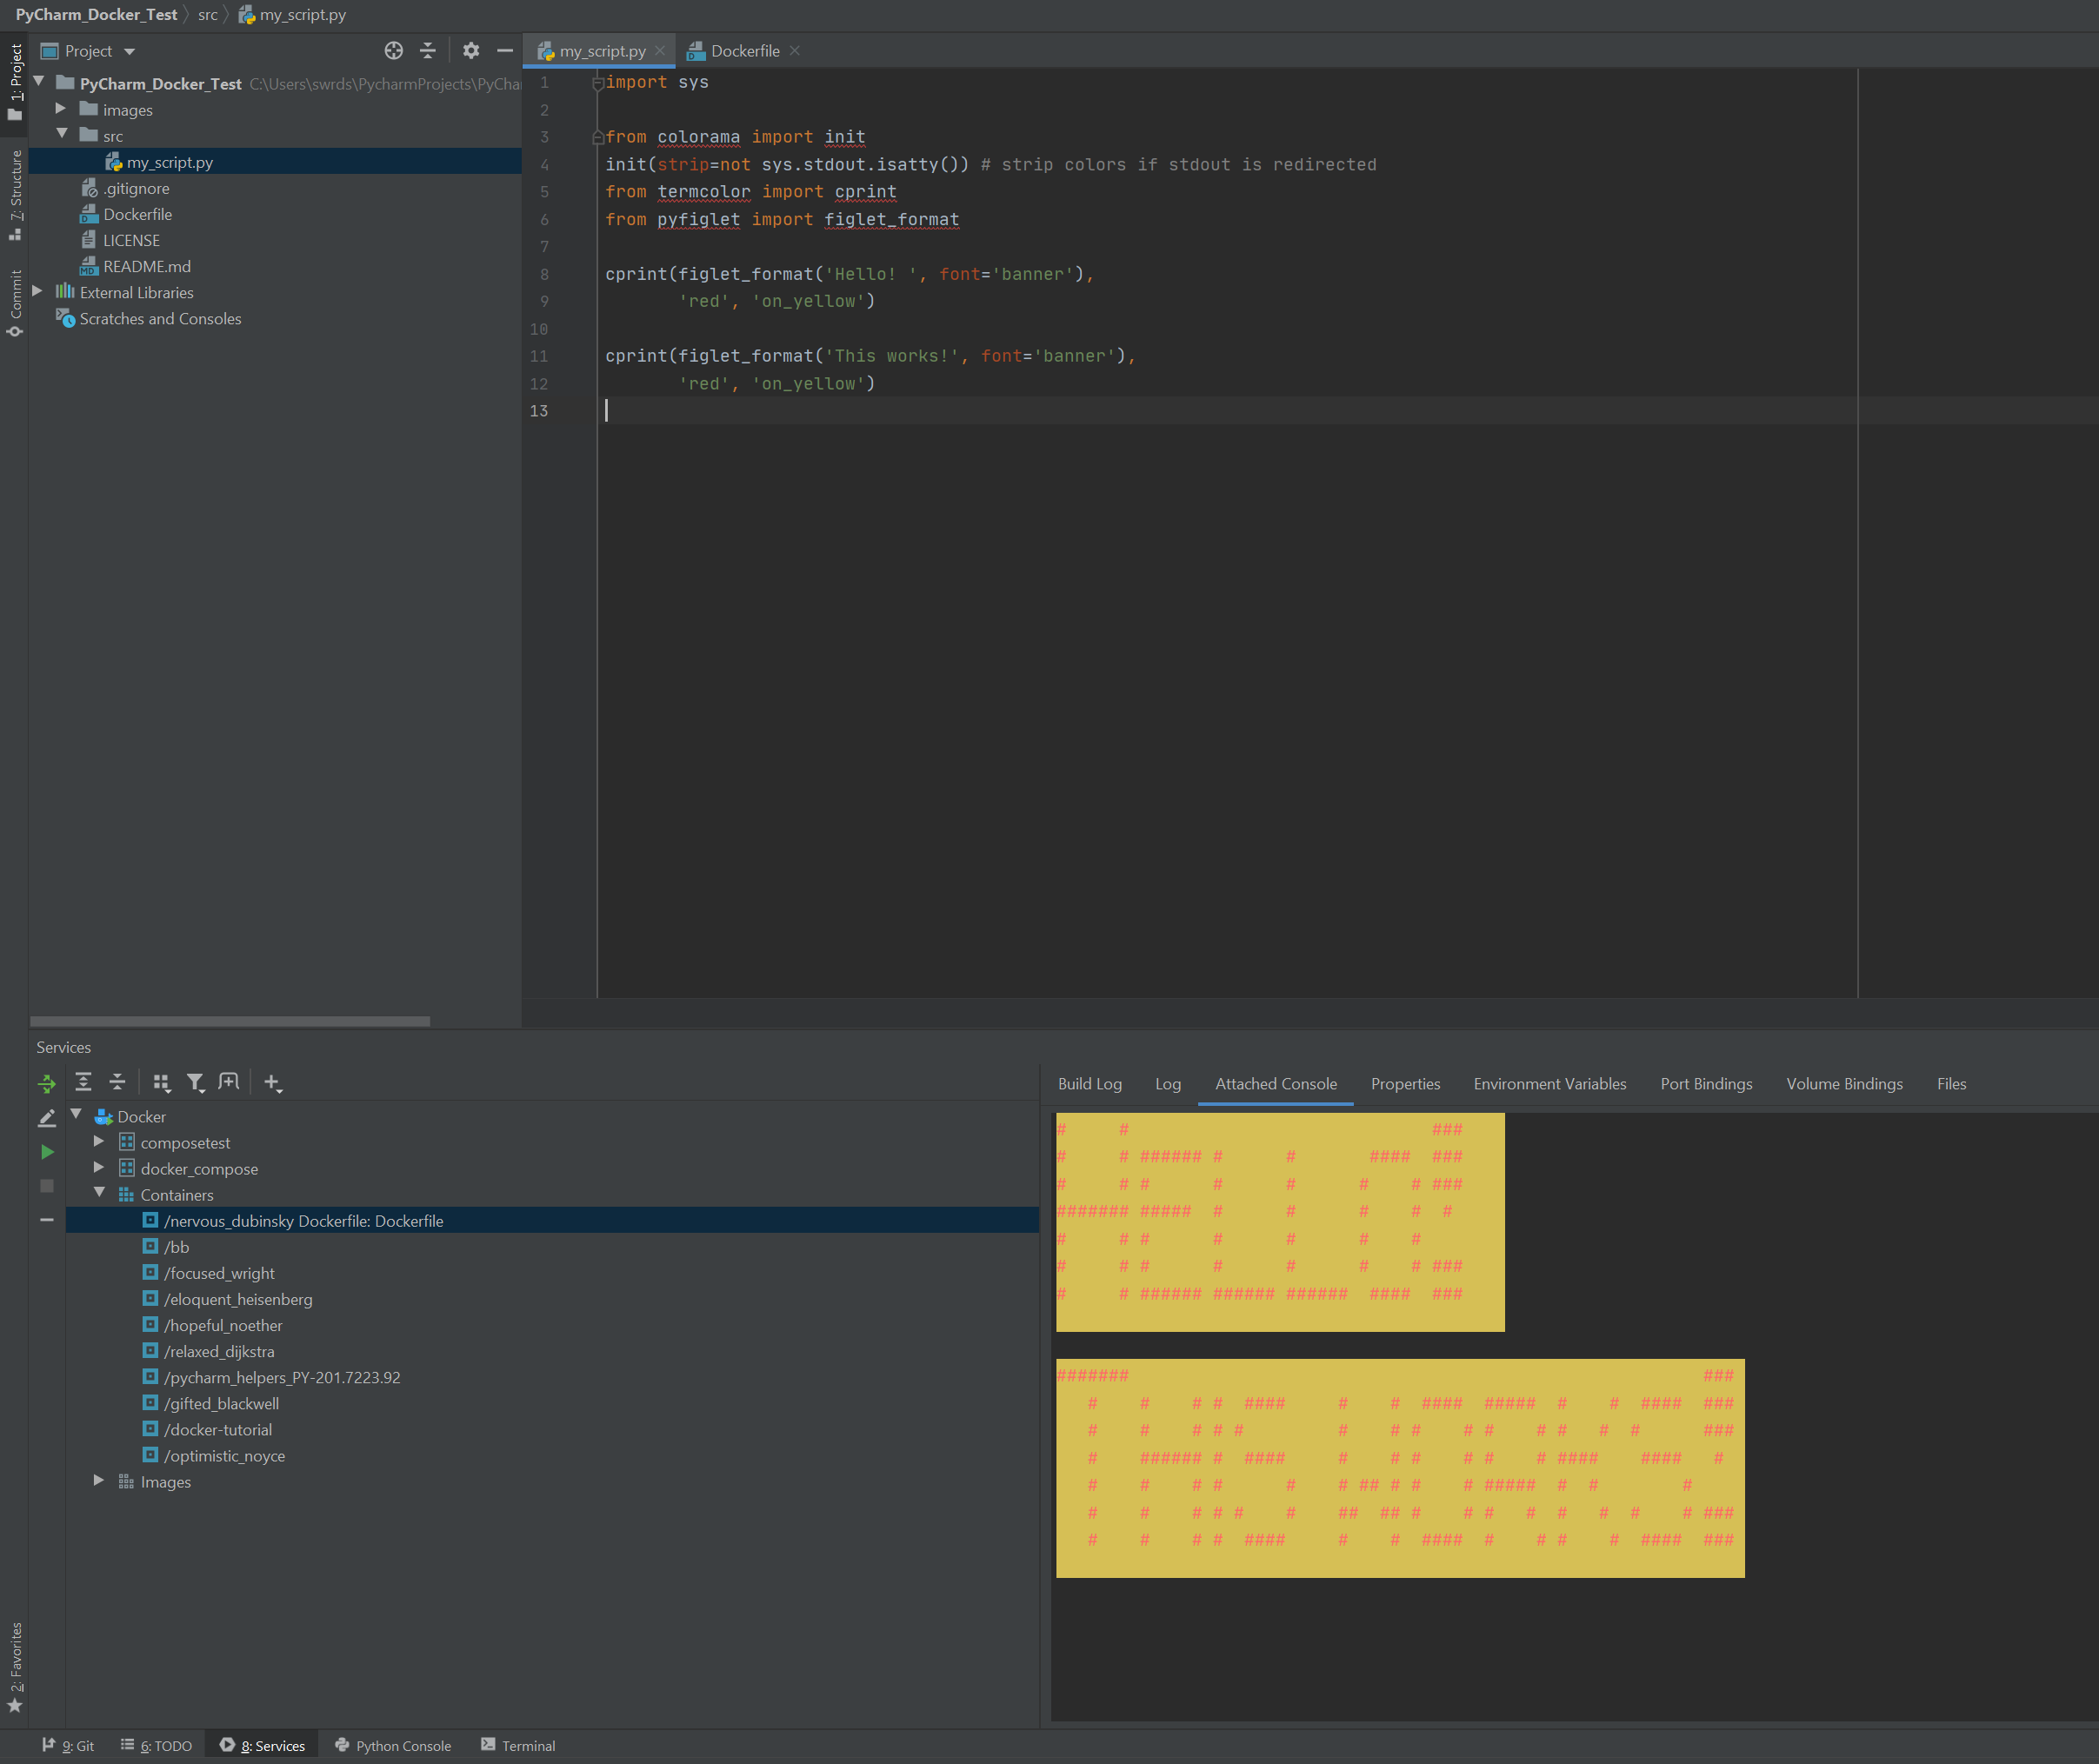 PyCharm_Docker_Test src my_script.py
1: Project
7: Structure
Commit
2: Favorites
Project
PyCharm_Docker_Test C:\Users\swrds\PycharmProjects\PyChar
images
src
my_script.py
.gitignore
Dockerfile
LICENSE
README.md
External Libraries
Scratches and Consoles
my_script.py Dockerfile
1 import sys
2
3 from colorama import init
4 init(strip=not sys.stdout.isatty()) # strip colors if stdout is redirected
5 from termcolor import cprint
6 from pyfiglet import figlet_format
7
8 cprint(figlet_format('Hello! ', font='banner'),
9        'red', 'on_yellow')
10
11 cprint(figlet_format('This works!', font='banner'),
12        'red', 'on_yellow')
13
Services
Docker
composetest
docker_compose
Containers
/nervous_dubinsky Dockerfile: Dockerfile
/bb
/focused_wright
/eloquent_heisenberg
/hopeful_noether
/relaxed_dijkstra
/pycharm_helpers_PY-201.7223.92
/gifted_blackwell
/docker-tutorial
/optimistic_noyce
Images
Build Log Log Attached Console Properties Environment Variables Port Bindings Volume Bindings Files
#     #                             ###
#     # ###### #      #       ####  ###
#     # #      #      #      #    # ###
####### #####  #      #      #    #  #
#     # #      #      #      #    #
#     # #      #      #      #    # ###
#     # ###### ###### ######  ####  ###
#######                                                       ###
   #    #    # #  ####     #    #  ####  #####  #    #  ####  ###
   #    #    # # #         #    # #    # #    # #   #  #      ###
   #    ###### #  ####     #    # #    # #    # ####    ####   #
   #    #    # #      #    # ## # #    # #####  #  #        #
   #    #    # # #    #    ##  ## #    # #   #  #   #  #    # ###
   #    #    # #  ####     #    #  ####  #    # #    #  ####  ###
9: Git 6: TODO 8: Services Python Console Terminal